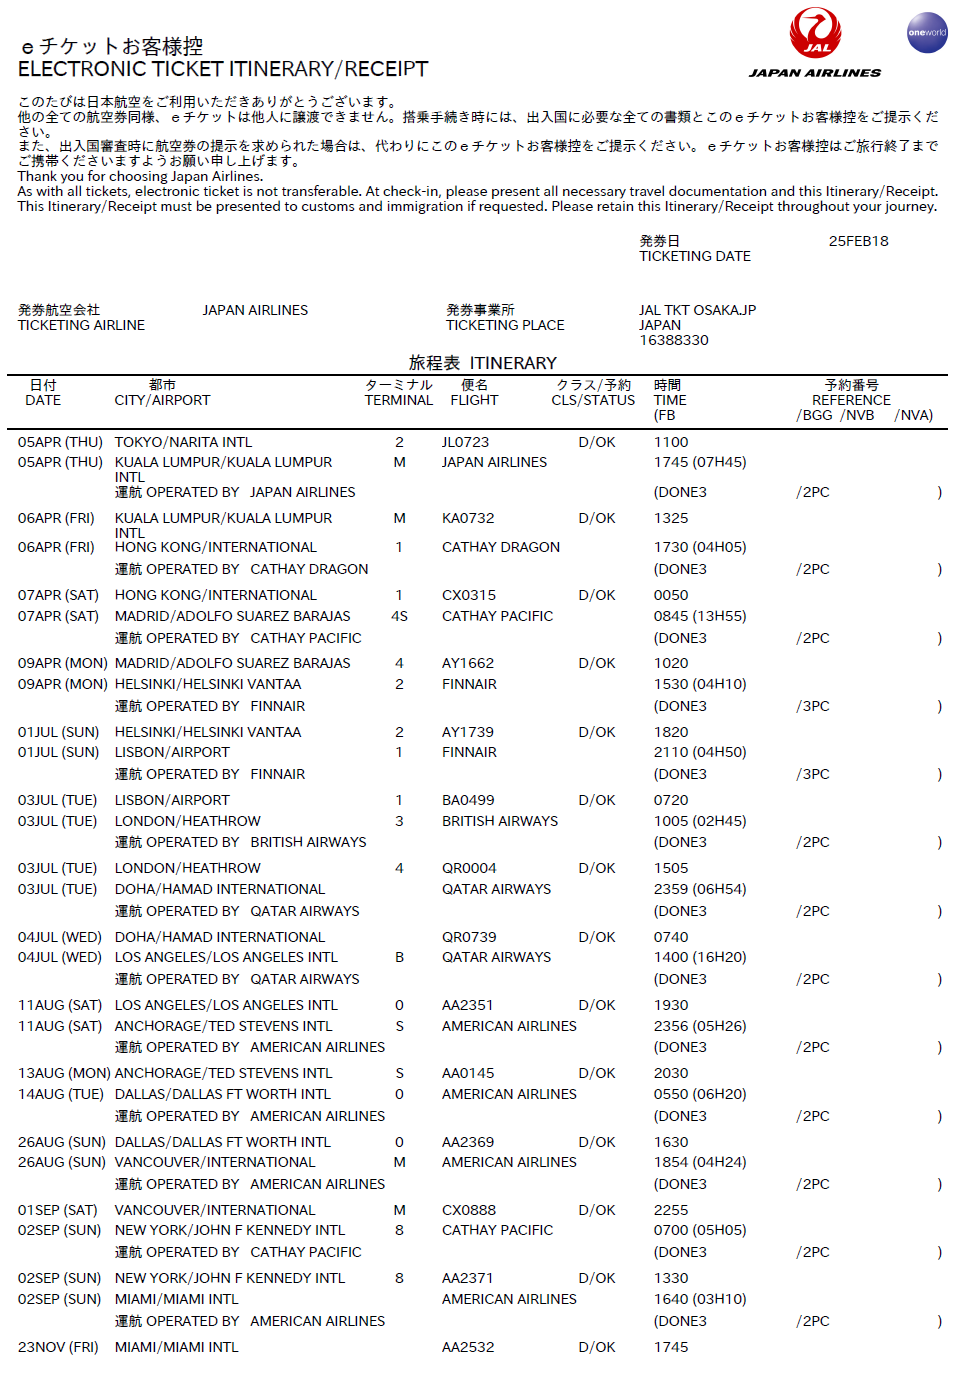 eチケットお客様控
ELECTRONIC TICKET ITINERARY/RECEIPT
JAL
JAPAN AIRLINES
oneworld
このたびは日本航空をご利用いただきありがとうございます。
他の全ての航空券同様、eチケットは他人に譲渡できません。搭乗手続き時には、出入国に必要な全ての書類とこのeチケットお客様控をご提示くだ
さい。
また、出入国審査時に航空券の提示を求められた場合は、代わりにこのeチケットお客様控をご提示ください。eチケットお客様控はご旅行終了まで
ご携帯くださいますようお願い申し上げます。
Thank you for choosing Japan Airlines.
As with all tickets, electronic ticket is not transferable. At check-in, please present all necessary travel documentation and this Itinerary/Receipt.
This Itinerary/Receipt must be presented to customs and immigration if requested. Please retain this Itinerary/Receipt throughout your journey.
発券日 25FEB18
TICKETING DATE
発券航空会社 JAPAN AIRLINES 発券事業所 JAL TKT OSAKA.JP
TICKETING AIRLINE TICKETING PLACE JAPAN
16388330
旅程表 ITINERARY
日付 都市 ターミナル 便名 クラス/予約 時間 予約番号
DATE CITY/AIRPORT TERMINAL FLIGHT CLS/STATUS TIME REFERENCE
(FB /BGG /NVB /NVA)
05APR (THU) TOKYO/NARITA INTL 2 JL0723 D/OK 1100
05APR (THU) KUALA LUMPUR/KUALA LUMPUR M JAPAN AIRLINES 1745 (07H45)
INTL
運航 OPERATED BY JAPAN AIRLINES (DONE3 /2PC )
06APR (FRI) KUALA LUMPUR/KUALA LUMPUR M KA0732 D/OK 1325
INTL
06APR (FRI) HONG KONG/INTERNATIONAL 1 CATHAY DRAGON 1730 (04H05)
運航 OPERATED BY CATHAY DRAGON (DONE3 /2PC )
07APR (SAT) HONG KONG/INTERNATIONAL 1 CX0315 D/OK 0050
07APR (SAT) MADRID/ADOLFO SUAREZ BARAJAS 4S CATHAY PACIFIC 0845 (13H55)
運航 OPERATED BY CATHAY PACIFIC (DONE3 /2PC )
09APR (MON) MADRID/ADOLFO SUAREZ BARAJAS 4 AY1662 D/OK 1020
09APR (MON) HELSINKI/HELSINKI VANTAA 2 FINNAIR 1530 (04H10)
運航 OPERATED BY FINNAIR (DONE3 /3PC )
01JUL (SUN) HELSINKI/HELSINKI VANTAA 2 AY1739 D/OK 1820
01JUL (SUN) LISBON/AIRPORT 1 FINNAIR 2110 (04H50)
運航 OPERATED BY FINNAIR (DONE3 /3PC )
03JUL (TUE) LISBON/AIRPORT 1 BA0499 D/OK 0720
03JUL (TUE) LONDON/HEATHROW 3 BRITISH AIRWAYS 1005 (02H45)
運航 OPERATED BY BRITISH AIRWAYS (DONE3 /2PC )
03JUL (TUE) LONDON/HEATHROW 4 QR0004 D/OK 1505
03JUL (TUE) DOHA/HAMAD INTERNATIONAL QATAR AIRWAYS 2359 (06H54)
運航 OPERATED BY QATAR AIRWAYS (DONE3 /2PC )
04JUL (WED) DOHA/HAMAD INTERNATIONAL QR0739 D/OK 0740
04JUL (WED) LOS ANGELES/LOS ANGELES INTL B QATAR AIRWAYS 1400 (16H20)
運航 OPERATED BY QATAR AIRWAYS (DONE3 /2PC )
11AUG (SAT) LOS ANGELES/LOS ANGELES INTL 0 AA2351 D/OK 1930
11AUG (SAT) ANCHORAGE/TED STEVENS INTL S AMERICAN AIRLINES 2356 (05H26)
運航 OPERATED BY AMERICAN AIRLINES (DONE3 /2PC )
13AUG (MON) ANCHORAGE/TED STEVENS INTL S AA0145 D/OK 2030
14AUG (TUE) DALLAS/DALLAS FT WORTH INTL 0 AMERICAN AIRLINES 0550 (06H20)
運航 OPERATED BY AMERICAN AIRLINES (DONE3 /2PC )
26AUG (SUN) DALLAS/DALLAS FT WORTH INTL 0 AA2369 D/OK 1630
26AUG (SUN) VANCOUVER/INTERNATIONAL M AMERICAN AIRLINES 1854 (04H24)
運航 OPERATED BY AMERICAN AIRLINES (DONE3 /2PC )
01SEP (SAT) VANCOUVER/INTERNATIONAL M CX0888 D/OK 2255
02SEP (SUN) NEW YORK/JOHN F KENNEDY INTL 8 CATHAY PACIFIC 0700 (05H05)
運航 OPERATED BY CATHAY PACIFIC (DONE3 /2PC )
02SEP (SUN) NEW YORK/JOHN F KENNEDY INTL 8 AA2371 D/OK 1330
02SEP (SUN) MIAMI/MIAMI INTL AMERICAN AIRLINES 1640 (03H10)
運航 OPERATED BY AMERICAN AIRLINES (DONE3 /2PC )
23NOV (FRI) MIAMI/MIAMI INTL AA2532 D/OK 1745